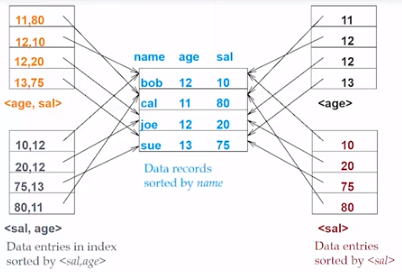 11,80
12,10
12,20
13,75
<age, sal>
10,12
20,12
75,13
80,11
<sal, age>
Data entries in index
sorted by <sal,age>
name age sal
bob 12 10
cal 11 80
joe 12 20
sue 13 75
Data records
sorted by name
11
12
12
13
<age>
10
20
75
80
<sal>
Data entries
sorted by <sal>